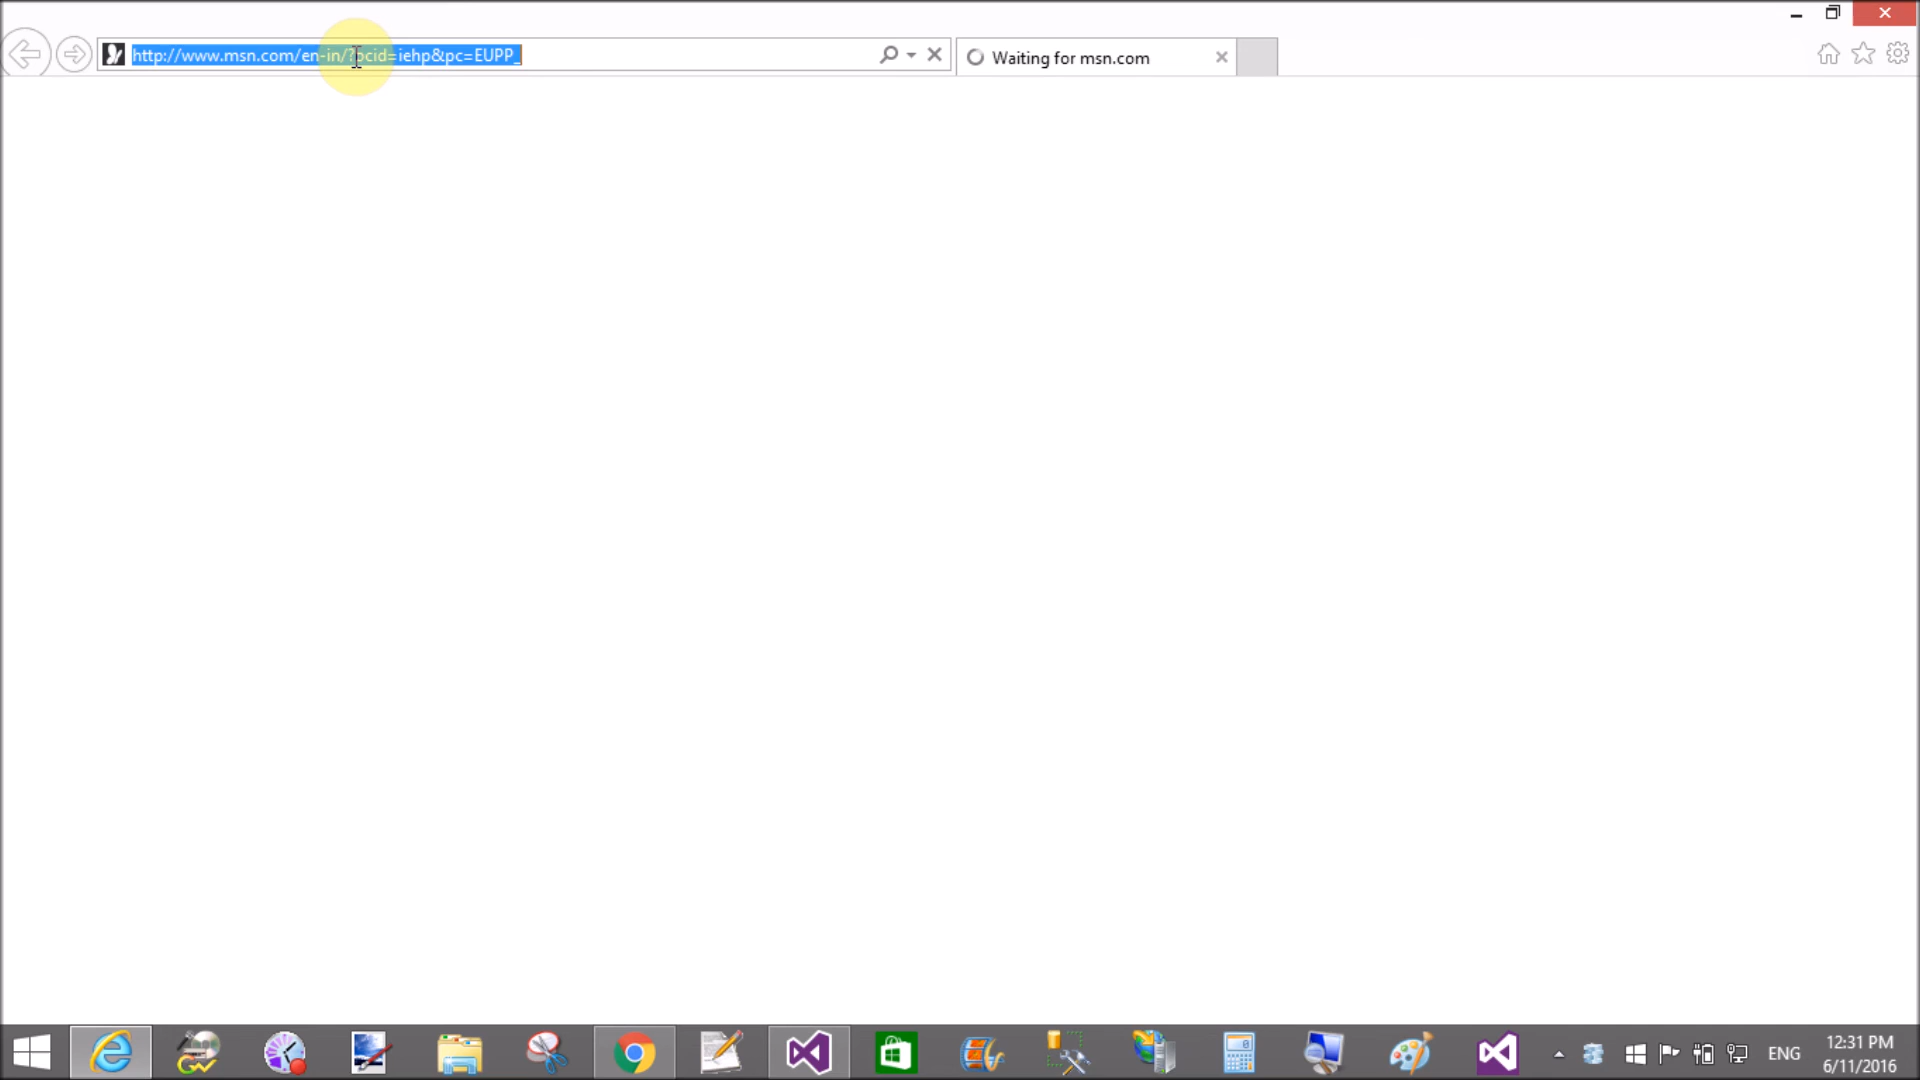 http://www.msn.com/en-in/?pcid=iehp&pc=EUPP_
Waiting for msn.com
ENG
12:31 PM
6/11/2016